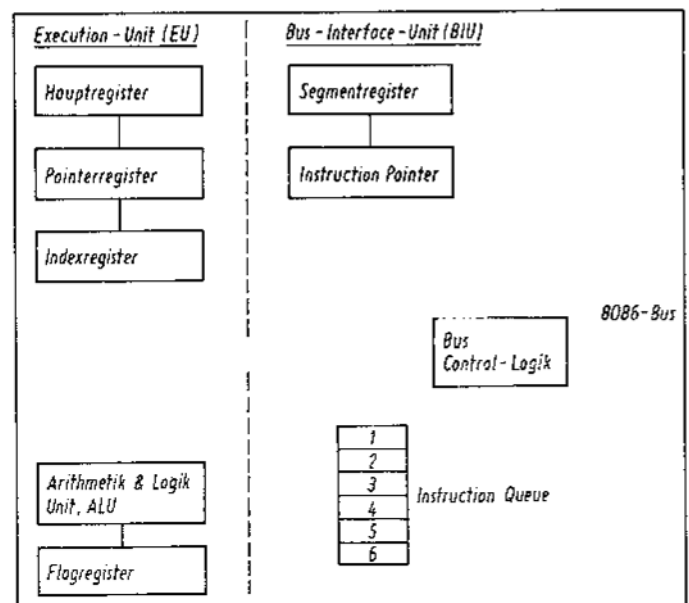 Execution-Unit (EU)
Hauptregister
Pointerregister
Indexregister
Arithmetik & Logik
Unit, ALU
Flagregister
Bus-Interface-Unit (BIU)
Segmentregister
Instruction Pointer
8086-Bus
Bus
Control-Logik
1
2
3
4
5
6
Instruction Queue